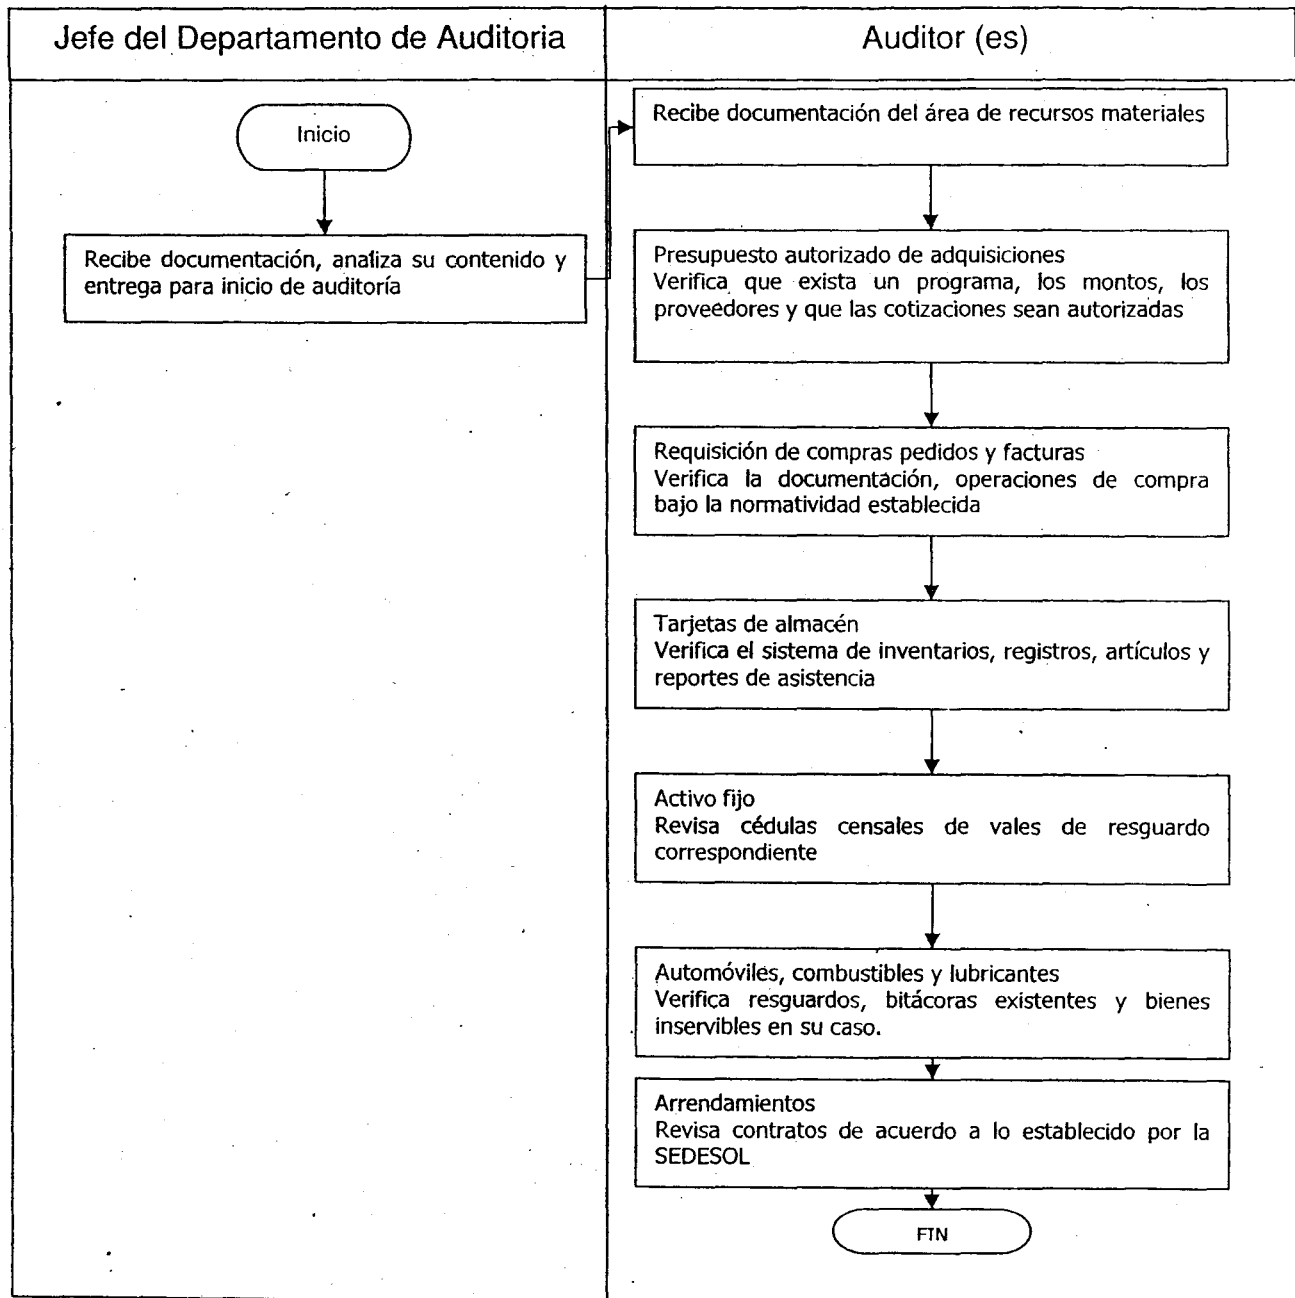 Jefe del Departamento de Auditoria
Auditor (es)
Inicio
Recibe documentación, analiza su contenido y
entrega para inicio de auditoría
Recibe documentación del área de recursos materiales
Presupuesto autorizado de adquisiciones
Verifica que exista un programa, los montos, los
proveedores y que las cotizaciones sean autorizadas
Requisición de compras pedidos y facturas
Verifica la documentación, operaciones de compra
bajo la normatividad establecida
Tarjetas de almacén
Verifica el sistema de inventarios, registros, artículos y
reportes de asistencia
Activo fijo
Revisa cédulas censales de vales de resguardo
correspondiente
Automóviles, combustibles y lubricantes
Verifica resguardos, bitácoras existentes y bienes
inservibles en su caso.
Arrendamientos
Revisa contratos de acuerdo a lo establecido por la
SEDESOL
FIN